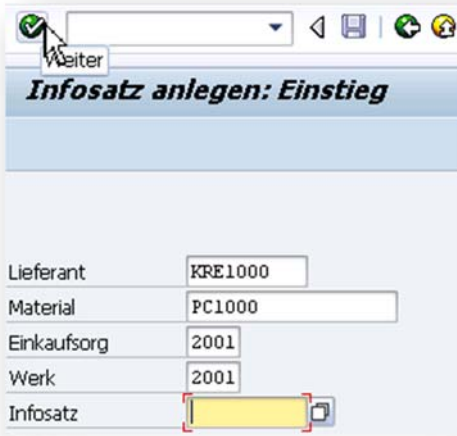 Weiter
Infosatz anlegen: Einstieg
Lieferant KRE1000
Material PC1000
Einkaufsorg 2001
Werk 2001
Infosatz